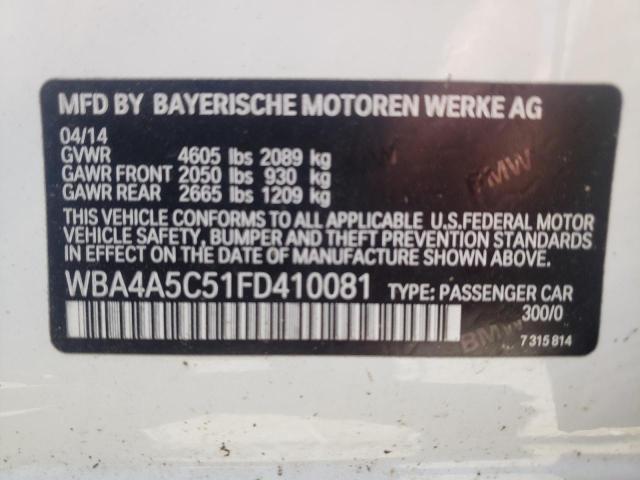 MFD BY BAYERISCHE MOTOREN WERKE AG
04/14
GVWR 4605 lbs 2089 kg
GAWR FRONT 2050 lbs 930 kg
GAWR REAR 2665 lbs 1209 kg
THIS VEHICLE CONFORMS TO ALL APPLICABLE U.S.FEDERAL MOTOR
VEHICLE SAFETY, BUMPER AND THEFT PREVENTION STANDARDS
IN EFFECT ON THE DATE OF MANUFACTURE SHOWN ABOVE.
WBA4A5C51FD410081 TYPE: PASSENGER CAR
300/0
7 315 814
BMW
BMW